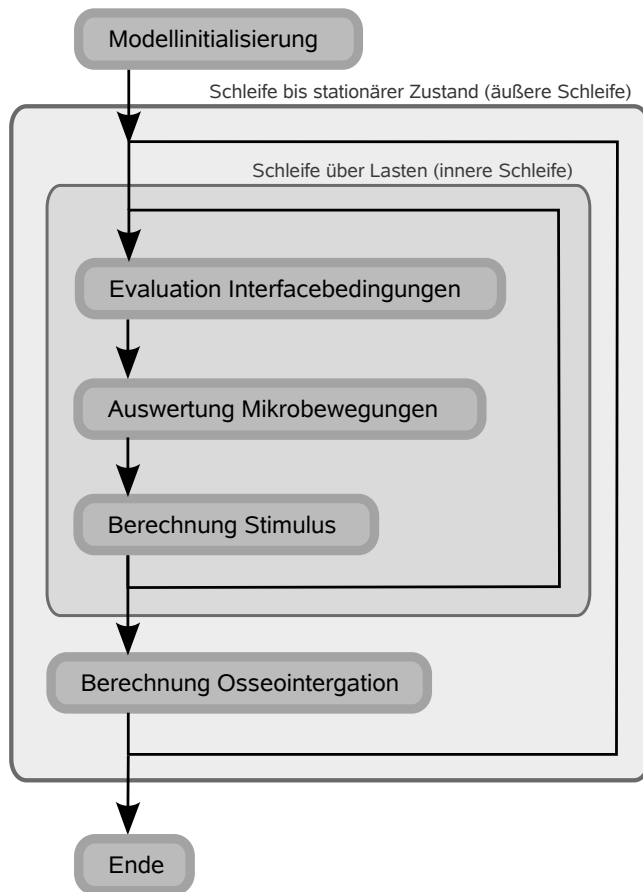 Modellinitialisierung
Schleife bis stationärer Zustand (äußere Schleife)
Schleife über Lasten (innere Schleife)
Evaluation Interfacebedingungen
Auswertung Mikrobewegungen
Berechnung Stimulus
Berechnung Osseointergation
Ende